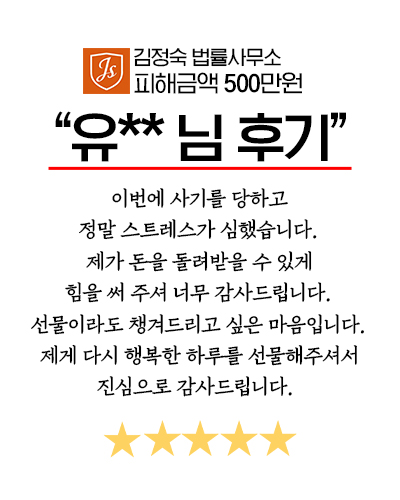 Js
김정숙 법률사무소
피해금액 500만원
“유** 님 후기”
이번에 사기를 당하고
정말 스트레스가 심했습니다.
제가 돈을 돌려받을 수 있게
힘을 써 주셔 너무 감사드립니다.
선물이라도 챙겨드리고 싶은 마음입니다.
제게 다시 행복한 하루를 선물해주셔서
진심으로 감사드립니다.